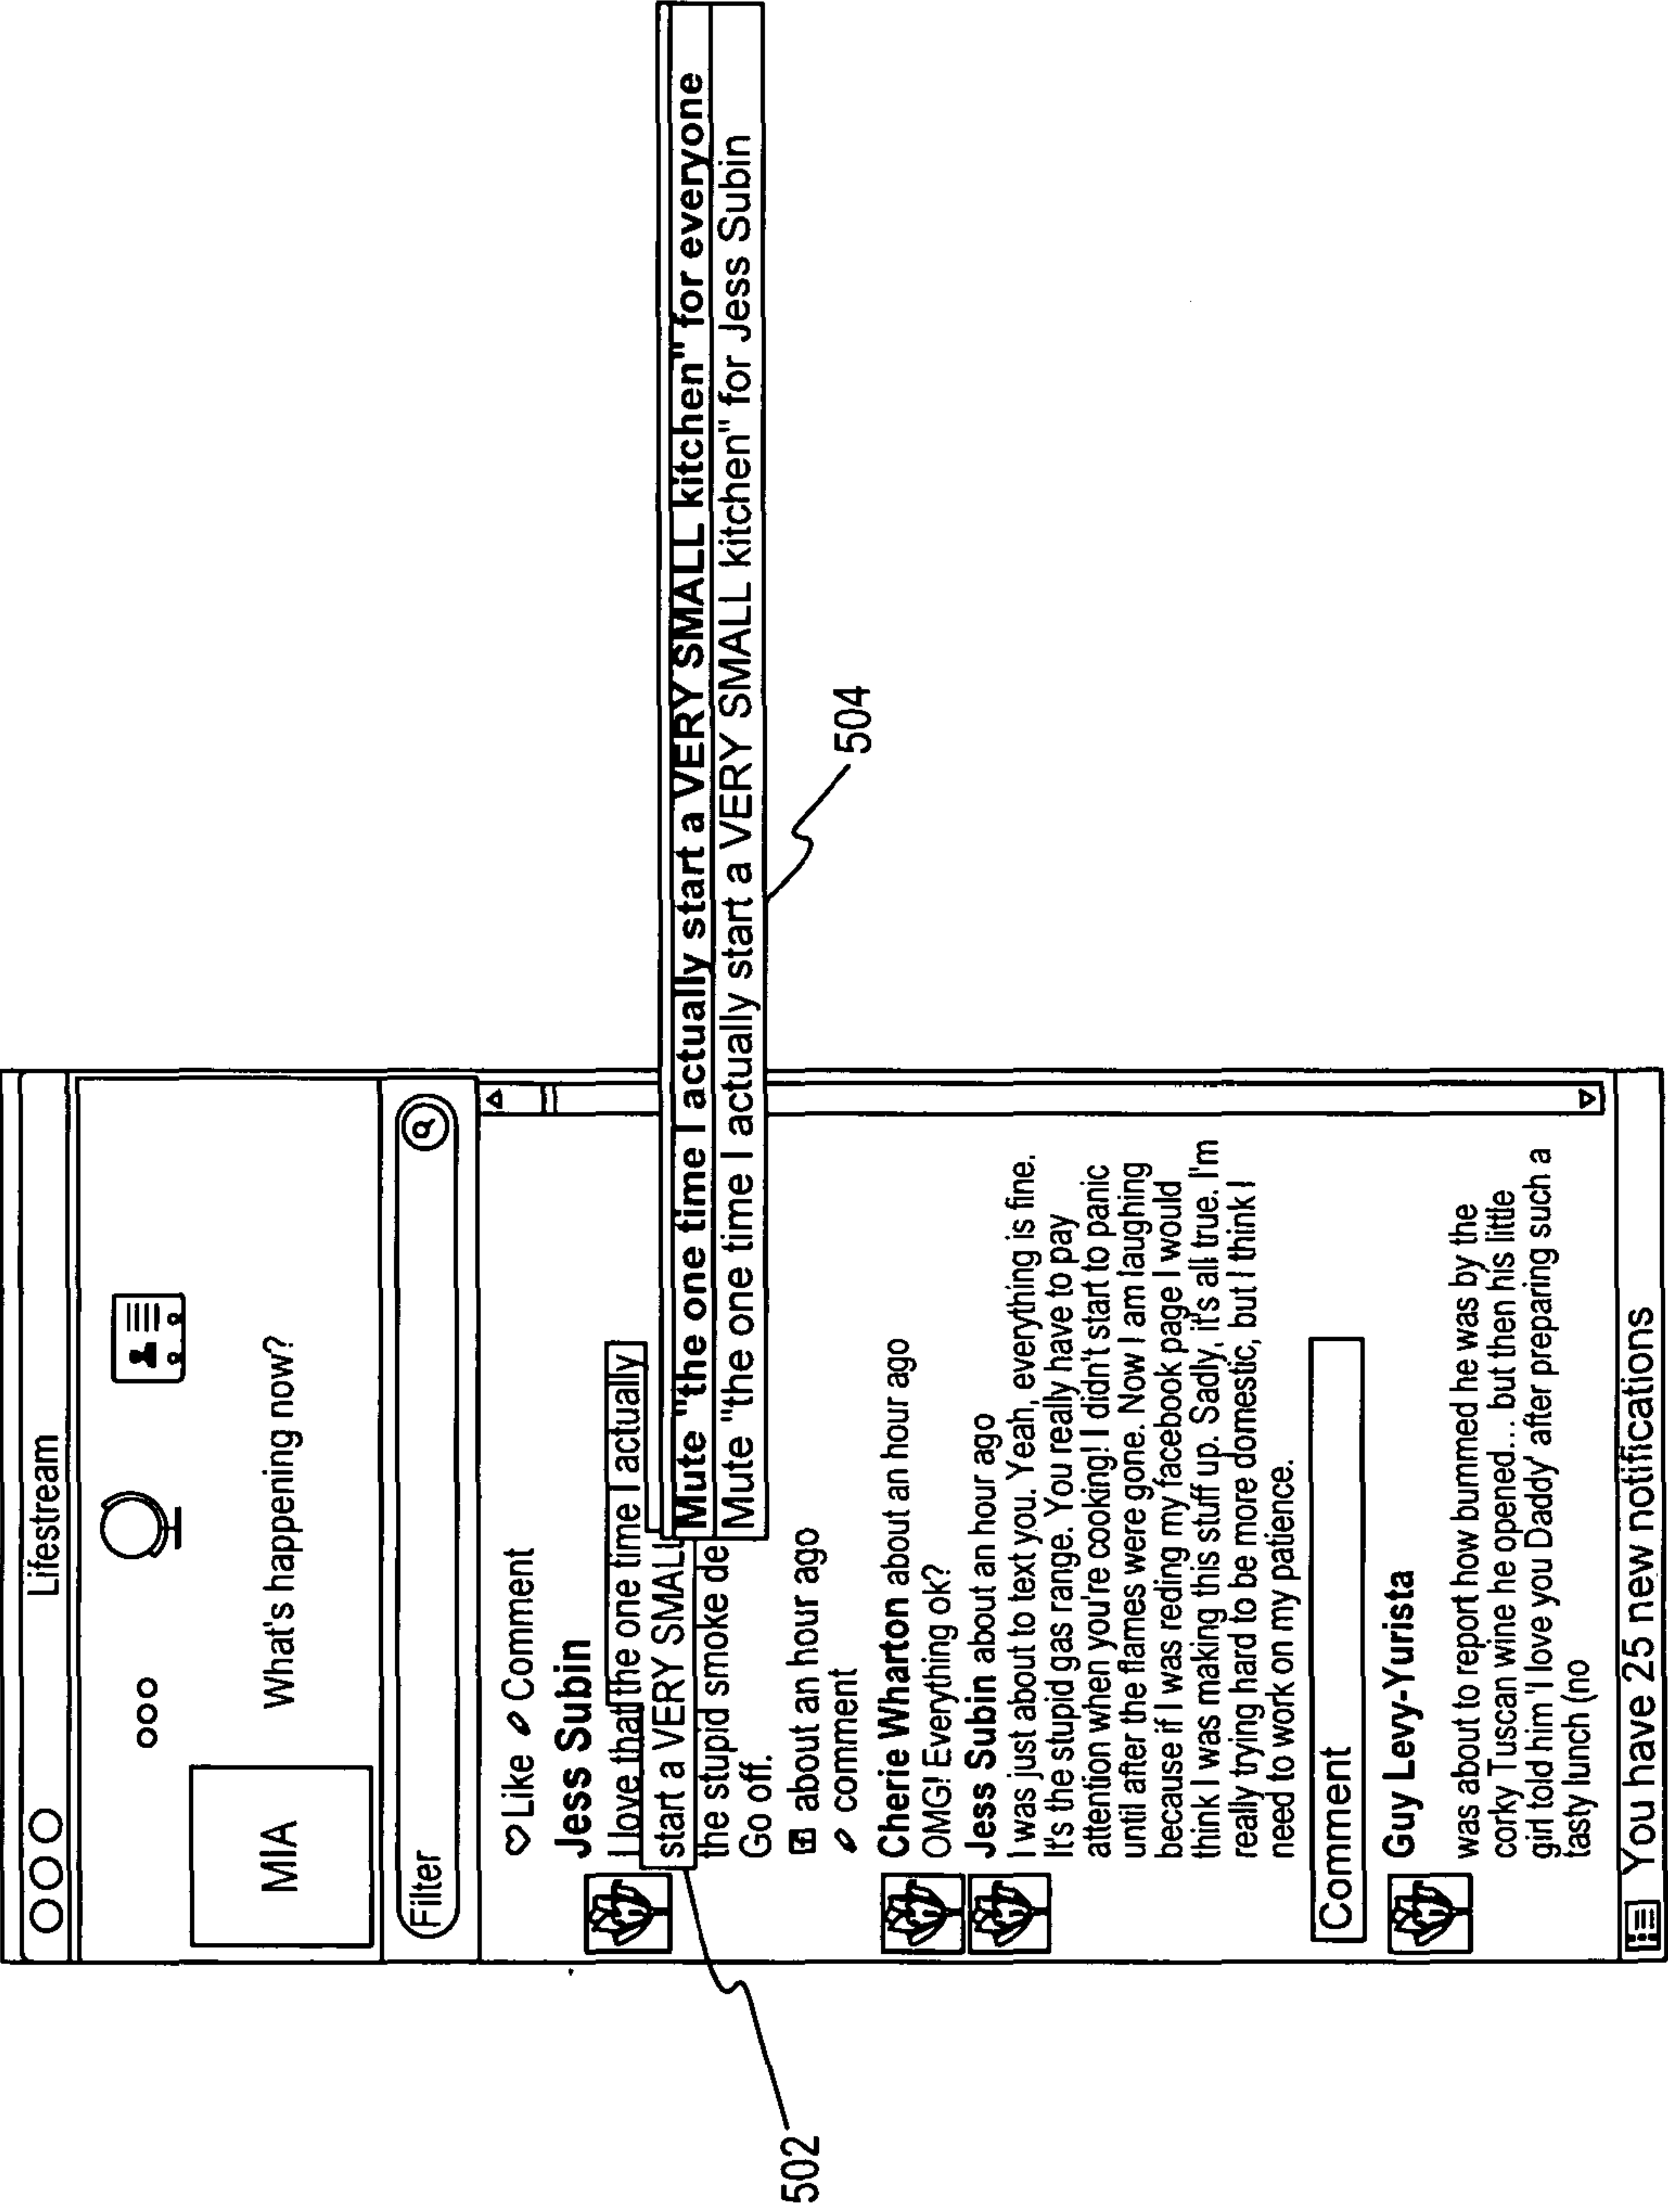 Lifestream
What's happening now?
MIA
Filter
Like Comment
Jess Subin
I love that the one time I actually
start a VERY SMALL
the stupid smoke de
Go off.
Mute "the one time I actually start a VERY SMALL kitchen" for everyone
Mute "the one time I actually start a VERY SMALL kitchen" for Jess Subin
about an hour ago
comment
Cherie Wharton about an hour ago
OMG! Everything ok?
Jess Subin about an hour ago
I was just about to text you. Yeah, everything is fine.
It's the stupid gas range. You really have to pay
attention when you're cooking! I didn't start to panic
until after the flames were gone. Now I am laughing
because if I was reding my facebook page I would
think I was making this stuff up. Sadly, it's all true. I'm
really trying hard to be more domestic, but I think I
need to work on my patience.
Comment
Guy Levy-Yurista
was about to report how bummed he was by the
corky Tuscan wine he opened... but then his little
girl told him 'I love you Daddy' after preparing such a
tasty lunch (no
You have 25 new notifications
502
504